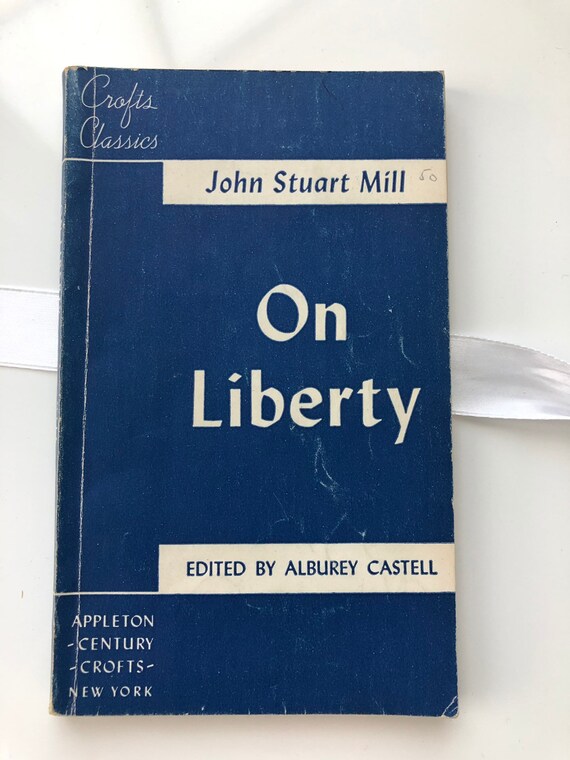 Crofts
Classics
John Stuart Mill 50
On
Liberty
EDITED BY ALBUREY CASTELL
APPLETON
-CENTURY
-CROFTS-
NEW YORK